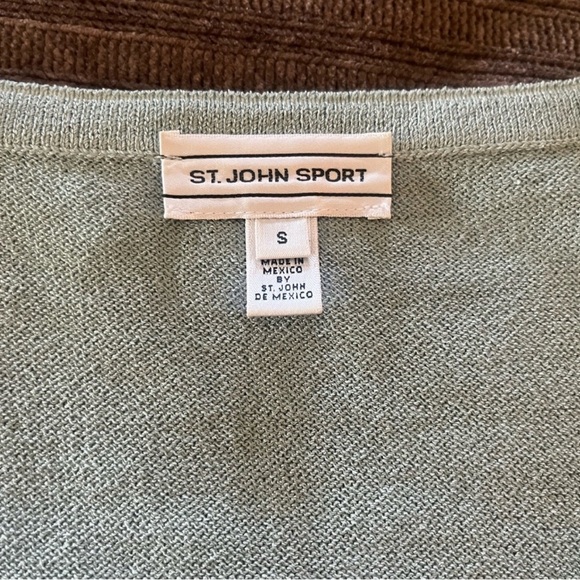 ST. JOHN SPORT
S
MADE IN
MEXICO
BY
ST. JOHN
DE MEXICO